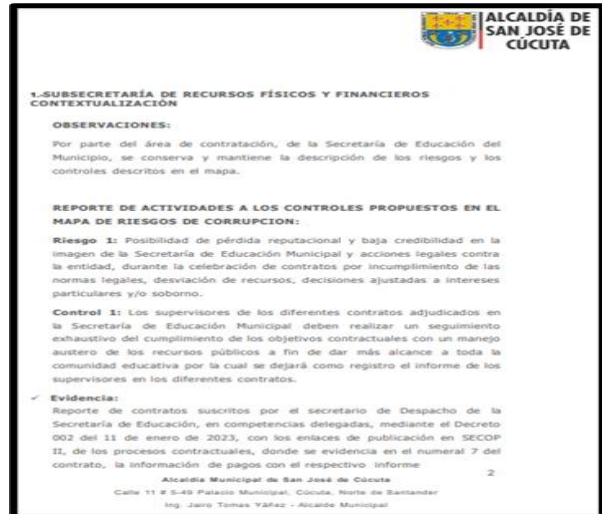 ALCALDÍA DE
SAN JOSÉ DE
CÚCUTA
1.-SUBSECRETARÍA DE RECURSOS FÍSICOS Y FINANCIEROS
CONTEXTUALIZACIÓN
OBSERVACIONES:
Por parte del área de contratación, de la Secretaría de Educación del
Municipio, se conserva y mantiene la descripción de los riesgos y los
controles descritos en el mapa.
REPORTE DE ACTIVIDADES A LOS CONTROLES PROPUESTOS EN EL
MAPA DE RIESGOS DE CORRUPCION:
Riesgo 1: Posibilidad de pérdida reputacional y baja credibilidad en la
imagen de la Secretaría de Educación Municipal y acciones legales contra
la entidad, durante la celebración de contratos por incumplimiento de las
normas legales, desviación de recursos, decisiones ajustadas a intereses
particulares y/o soborno.
Control 1: Los supervisores de los diferentes contratos adjudicados en
la Secretaría de Educación Municipal deben realizar un seguimiento
exhaustivo del cumplimiento de los objetivos contractuales con un manejo
austero de los recursos públicos a fin de dar más alcance a toda la
comunidad educativa por la cual se dejará como registro el informe de los
supervisores en los diferentes contratos.
✓ Evidencia:
Reporte de contratos suscritos por el secretario de Despacho de la
Secretaría de Educación, en competencias delegadas, mediante el Decreto
002 del 11 de enero de 2023, con los enlaces de publicación en SECOP
II, de los procesos contractuales, donde se evidencia en el numeral 7 del
contrato, la información de pagos con el respectivo informe
2
Alcaldía Municipal de San José de Cúcuta
Calle 11 # 5-49 Palacio Municipal, Cúcuta, Norte de Santander
Ing. Jairo Tomas Yáñez - Alcalde Municipal